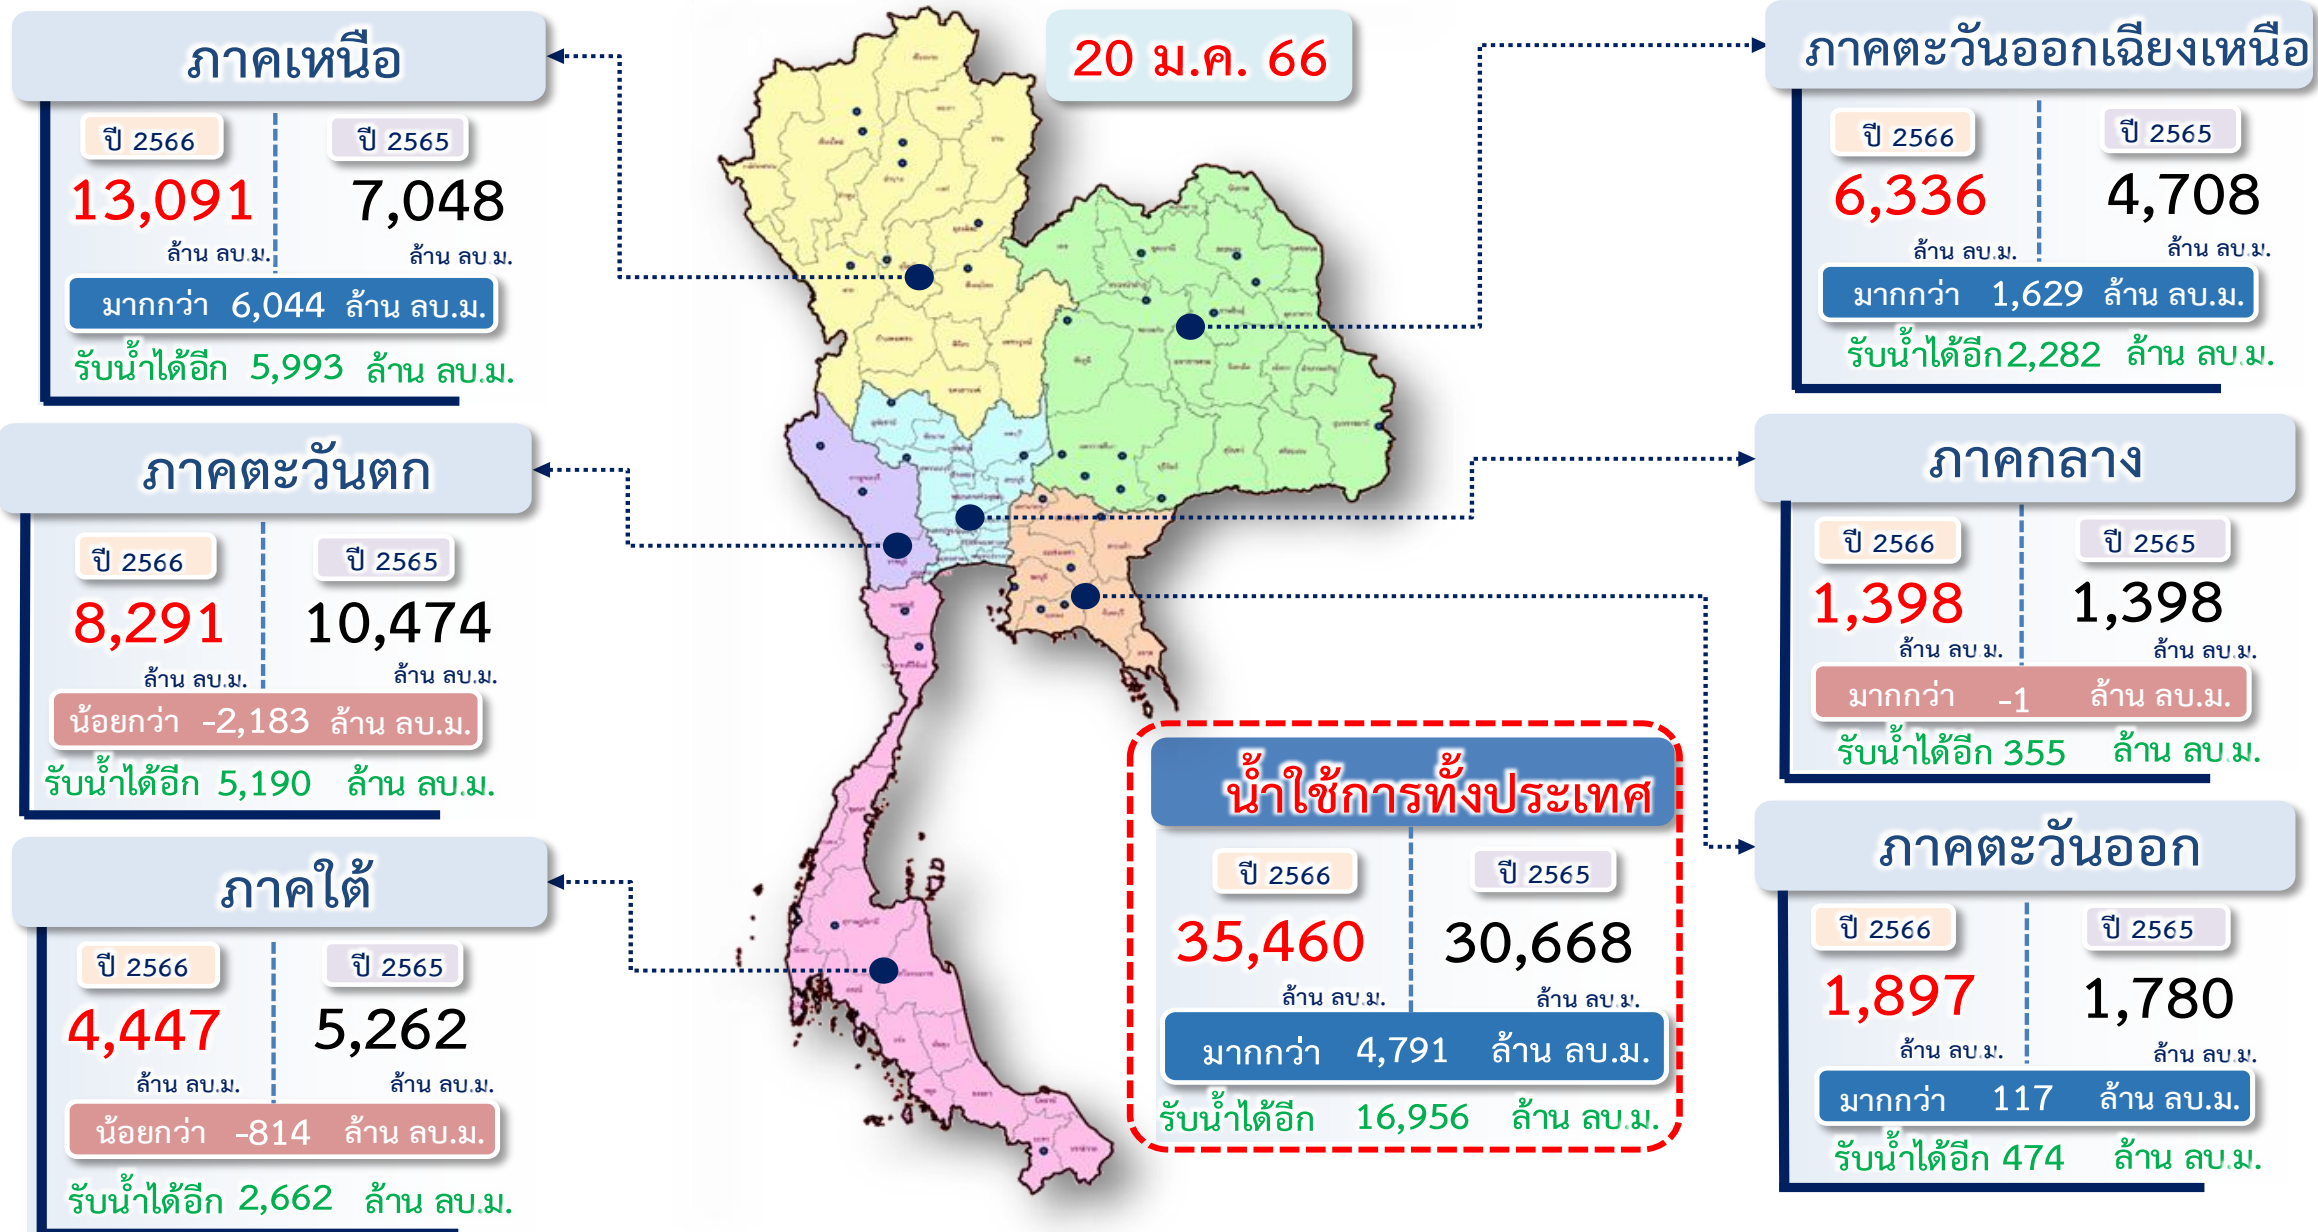 20 ม.ค. 66
ภาคเหนือ
ปี 2566
ปี 2565
13,091
7,048
ล้าน ลบ.ม.
ล้าน ลบ.ม.
มากกว่า 6,044 ล้าน ลบ.ม.
รับน้ำได้อีก 5,993 ล้าน ลบ.ม.
ภาคตะวันตก
ปี 2566
ปี 2565
8,291
10,474
ล้าน ลบ.ม.
ล้าน ลบ.ม.
น้อยกว่า -2,183 ล้าน ลบ.ม.
รับน้ำได้อีก 5,190 ล้าน ลบ.ม.
ภาคใต้
ปี 2566
ปี 2565
4,447
5,262
ล้าน ลบ.ม.
ล้าน ลบ.ม.
น้อยกว่า -814 ล้าน ลบ.ม.
รับน้ำได้อีก 2,662 ล้าน ลบ.ม.
น้ำใช้การทั้งประเทศ
ปี 2566
ปี 2565
35,460
30,668
ล้าน ลบ.ม.
ล้าน ลบ.ม.
มากกว่า 4,791 ล้าน ลบ.ม.
รับน้ำได้อีก 16,956 ล้าน ลบ.ม.
ภาคตะวันออกเฉียงเหนือ
ปี 2566
ปี 2565
6,336
4,708
ล้าน ลบ.ม.
ล้าน ลบ.ม.
มากกว่า 1,629 ล้าน ลบ.ม.
รับน้ำได้อีก 2,282 ล้าน ลบ.ม.
ภาคกลาง
ปี 2566
ปี 2565
1,398
1,398
ล้าน ลบ.ม.
ล้าน ลบ.ม.
มากกว่า -1 ล้าน ลบ.ม.
รับน้ำได้อีก 355 ล้าน ลบ.ม.
ภาคตะวันออก
ปี 2566
ปี 2565
1,897
1,780
ล้าน ลบ.ม.
ล้าน ลบ.ม.
มากกว่า 117 ล้าน ลบ.ม.
รับน้ำได้อีก 474 ล้าน ลบ.ม.